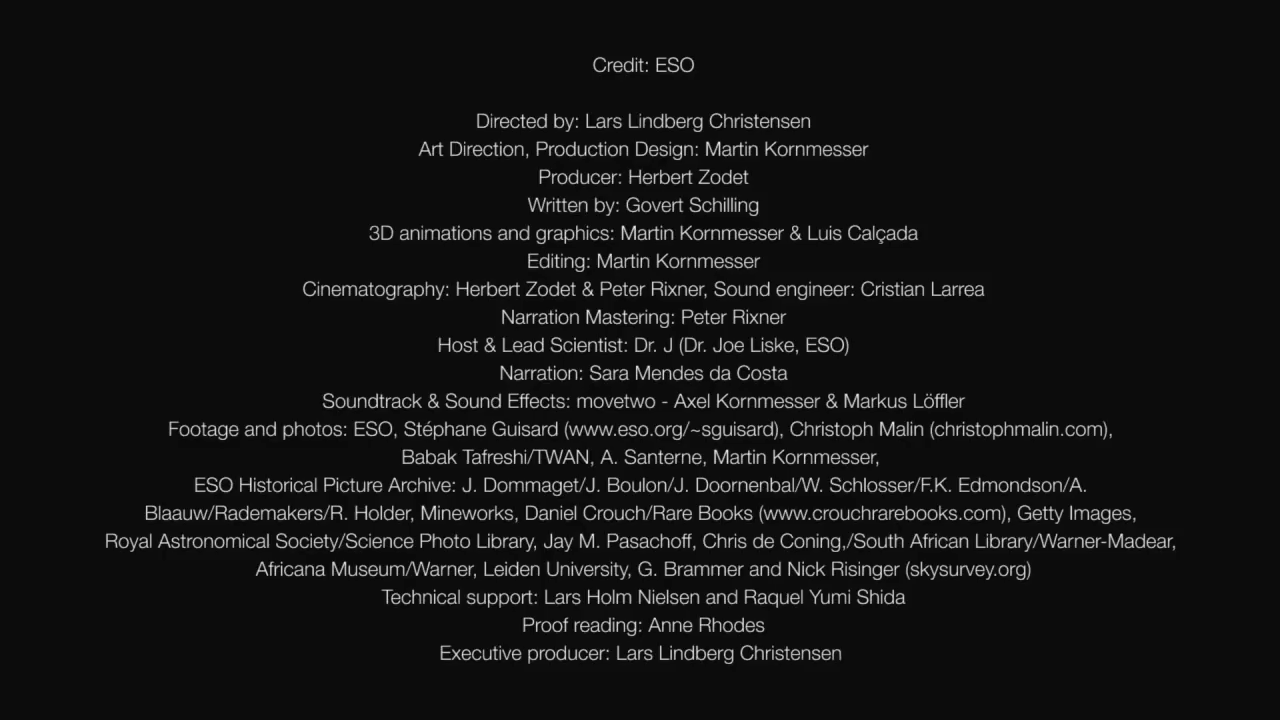 Credit: ESO
Directed by: Lars Lindberg Christensen
Art Direction, Production Design: Martin Kornmesser
Producer: Herbert Zodet
Written by: Govert Schilling
3D animations and graphics: Martin Kornmesser & Luis Calçada
Editing: Martin Kornmesser
Cinematography: Herbert Zodet & Peter Rixner, Sound engineer: Cristian Larrea
Narration Mastering: Peter Rixner
Host & Lead Scientist: Dr. J (Dr. Joe Liske, ESO)
Narration: Sara Mendes da Costa
Soundtrack & Sound Effects: movetwo - Axel Kornmesser & Markus Löffler
Footage and photos: ESO, Stéphane Guisard (www.eso.org/~sguisard), Christoph Malin (christophmalin.com),
Babak Tafreshi/TWAN, A. Santerne, Martin Kornmesser,
ESO Historical Picture Archive: J. Dommaget/J. Boulon/J. Doornenbal/W. Schlosser/F.K. Edmondson/A.
Blaauw/Rademakers/R. Holder, Mineworks, Daniel Crouch/Rare Books (www.crouchrarebooks.com), Getty Images,
Royal Astronomical Society/Science Photo Library, Jay M. Pasachoff, Chris de Coning,/South African Library/Warner-Madear,
Africana Museum/Warner, Leiden University, G. Brammer and Nick Risinger (skysurvey.org)
Technical support: Lars Holm Nielsen and Raquel Yumi Shida
Proof reading: Anne Rhodes
Executive producer: Lars Lindberg Christensen